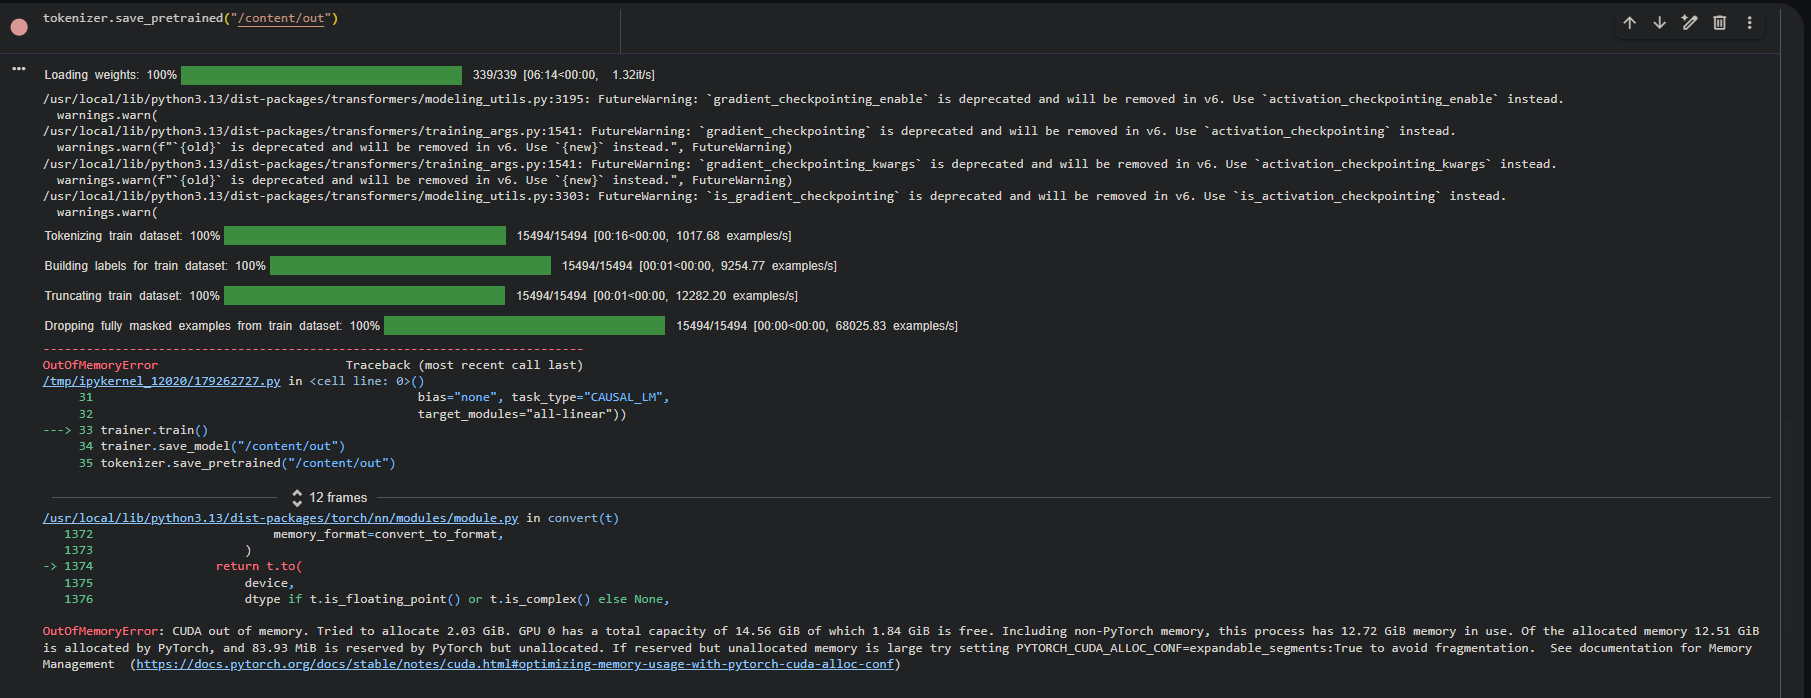 tokenizer.save_pretrained("/content/out")
Loading weights: 100% 339/339 [06:14<00:00, 1.32it/s]
/usr/local/lib/python3.13/dist-packages/transformers/modeling_utils.py:3195: FutureWarning: `gradient_checkpointing_enable` is deprecated and will be removed in v6. Use `activation_checkpointing_enable` instead.
warnings.warn(
/usr/local/lib/python3.13/dist-packages/transformers/training_args.py:1541: FutureWarning: `gradient_checkpointing` is deprecated and will be removed in v6. Use `activation_checkpointing` instead.
warnings.warn(f"`{old}` is deprecated and will be removed in v6. Use `{new}` instead.", FutureWarning)
/usr/local/lib/python3.13/dist-packages/transformers/training_args.py:1541: FutureWarning: `gradient_checkpointing_kwargs` is deprecated and will be removed in v6. Use `activation_checkpointing_kwargs` instead.
warnings.warn(f"`{old}` is deprecated and will be removed in v6. Use `{new}` instead.", FutureWarning)
/usr/local/lib/python3.13/dist-packages/transformers/modeling_utils.py:3303: FutureWarning: `is_gradient_checkpointing` is deprecated and will be removed in v6. Use `is_activation_checkpointing` instead.
warnings.warn(
Tokenizing train dataset: 100% 15494/15494 [00:16<00:00, 1017.68 examples/s]
Building labels for train dataset: 100% 15494/15494 [00:01<00:00, 9254.77 examples/s]
Truncating train dataset: 100% 15494/15494 [00:01<00:00, 12282.20 examples/s]
Dropping fully masked examples from train dataset: 100% 15494/15494 [00:00<00:00, 68025.83 examples/s]
---------------------------------------------------------------------------
OutOfMemoryError Traceback (most recent call last)
/tmp/ipykernel_12020/179262727.py in <cell line: 0>()
31 bias="none", task_type="CAUSAL_LM",
32 target_modules="all-linear"))
---> 33 trainer.train()
34 trainer.save_model("/content/out")
35 tokenizer.save_pretrained("/content/out")
12 frames
/usr/local/lib/python3.13/dist-packages/torch/nn/modules/module.py in convert(t)
1372 memory_format=convert_to_format,
1373 )
-> 1374 return t.to(
1375 device,
1376 dtype if t.is_floating_point() or t.is_complex() else None,
OutOfMemoryError: CUDA out of memory. Tried to allocate 2.03 GiB. GPU 0 has a total capacity of 14.56 GiB of which 1.84 GiB is free. Including non-PyTorch memory, this process has 12.72 GiB memory in use. Of the allocated memory 12.51 GiB
is allocated by PyTorch, and 83.93 MiB is reserved by PyTorch but unallocated. If reserved but unallocated memory is large try setting PYTORCH_CUDA_ALLOC_CONF=expandable_segments:True to avoid fragmentation.  See documentation for Memory
Management  (https://docs.pytorch.org/docs/stable/notes/cuda.html#optimizing-memory-usage-with-pytorch-cuda-alloc-conf)